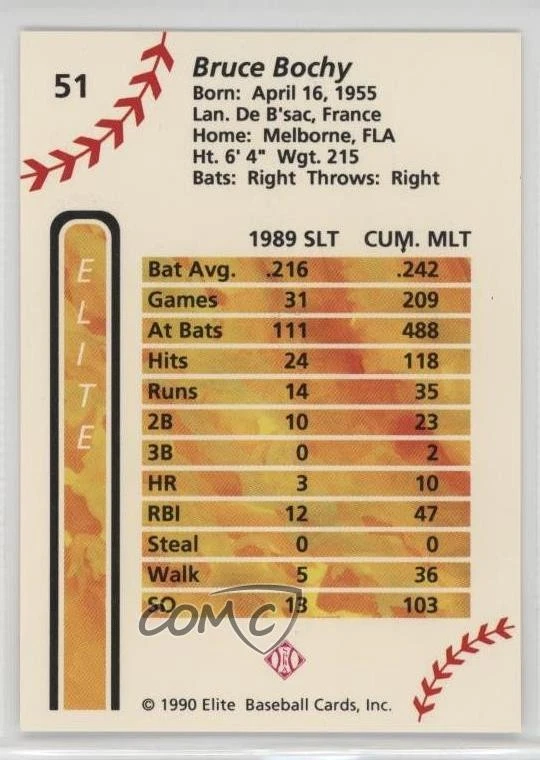 51
Bruce Bochy
Born: April 16, 1955
Lan. De B'sac, France
Home: Melborne, FLA
Ht. 6' 4" Wgt. 215
Bats: Right Throws: Right
ELITE
1989 SLT CUM. MLT
Bat Avg. .216 .242
Games 31 209
At Bats 111 488
Hits 24 118
Runs 14 35
2B 10 23
3B 0 2
HR 3 10
RBI 12 47
Steal 0 0
Walk 5 36
SO 13 103
COMC
© 1990 Elite Baseball Cards, Inc.